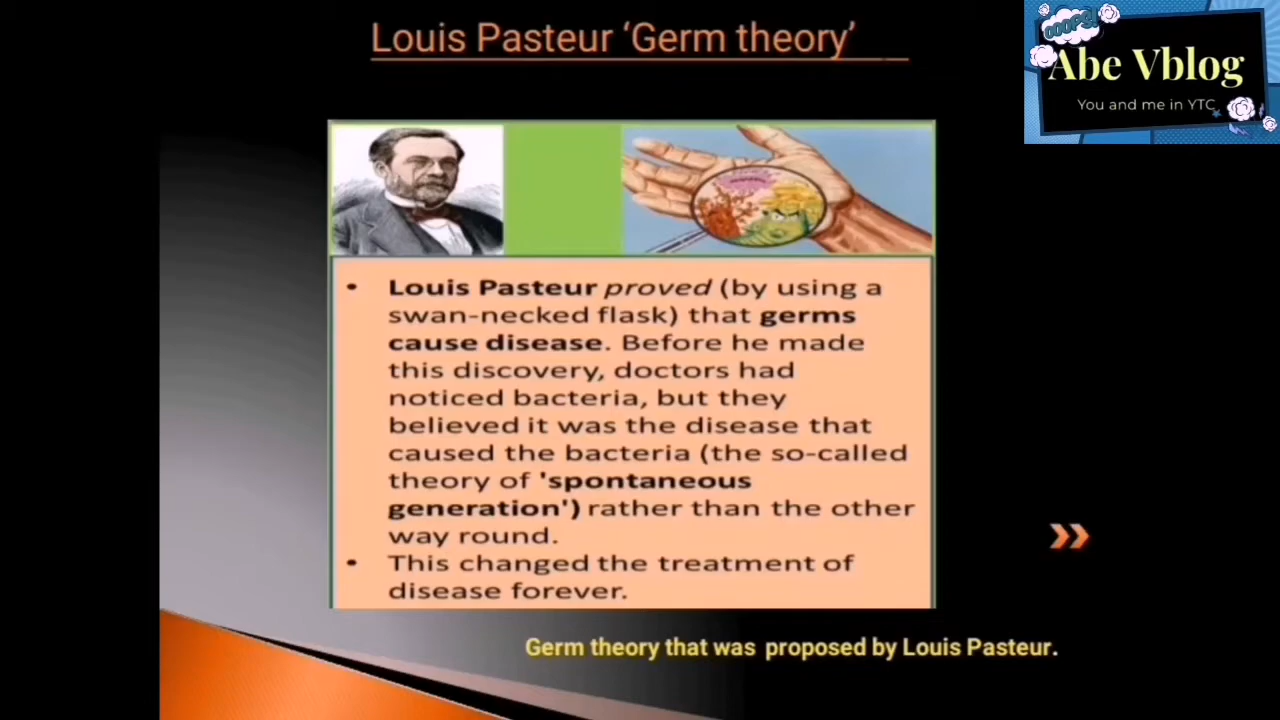 Louis Pasteur ‘Germ theory’
OOOPS!
Abe Vblog
You and me in YTC
• Louis Pasteur proved (by using a
swan-necked flask) that germs
cause disease. Before he made
this discovery, doctors had
noticed bacteria, but they
believed it was the disease that
caused the bacteria (the so-called
theory of 'spontaneous
generation') rather than the other
way round.
• This changed the treatment of
disease forever.
Germ theory that was proposed by Louis Pasteur.